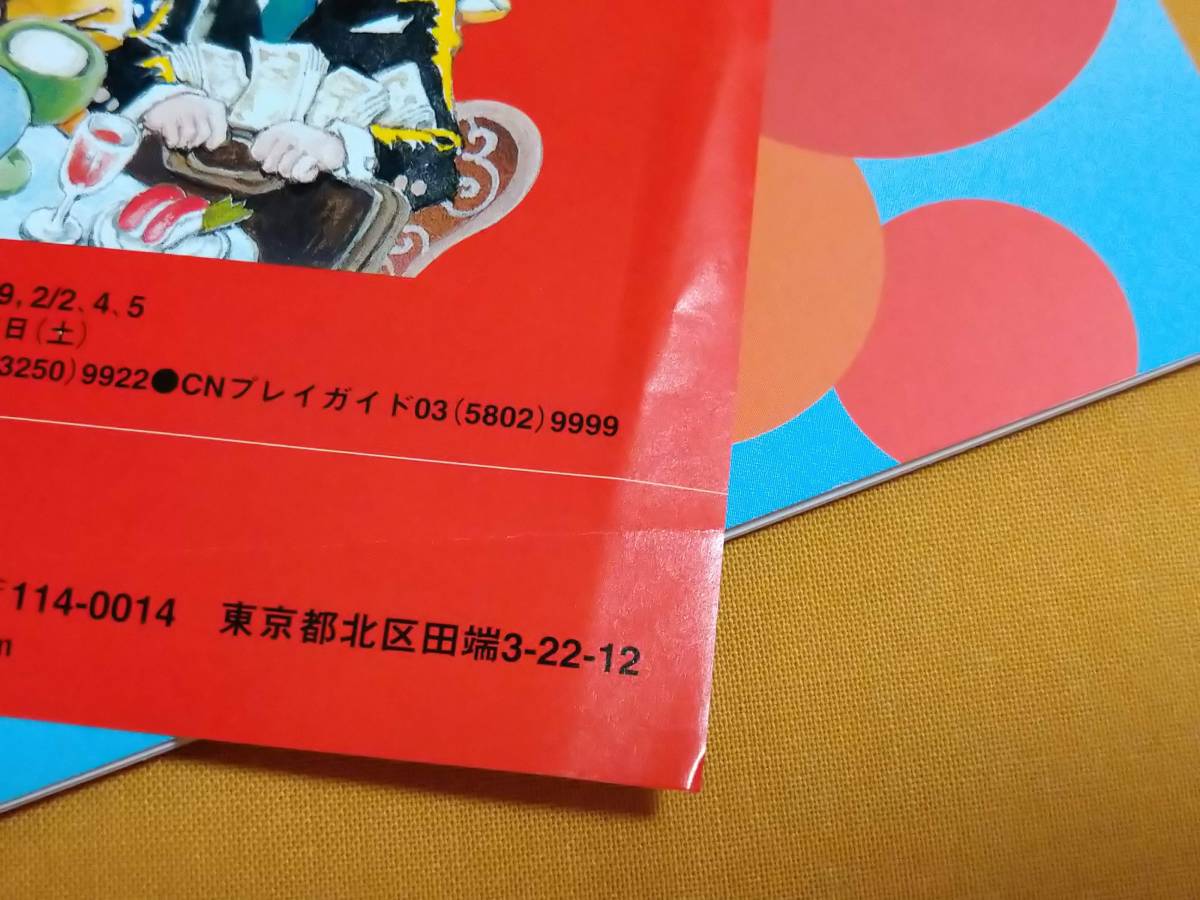 9, 2/2、4、5
日(土)
3250)9922●CNプレイガイド03(5802)9999
〒114-0014 東京都北区田端3-22-12
m